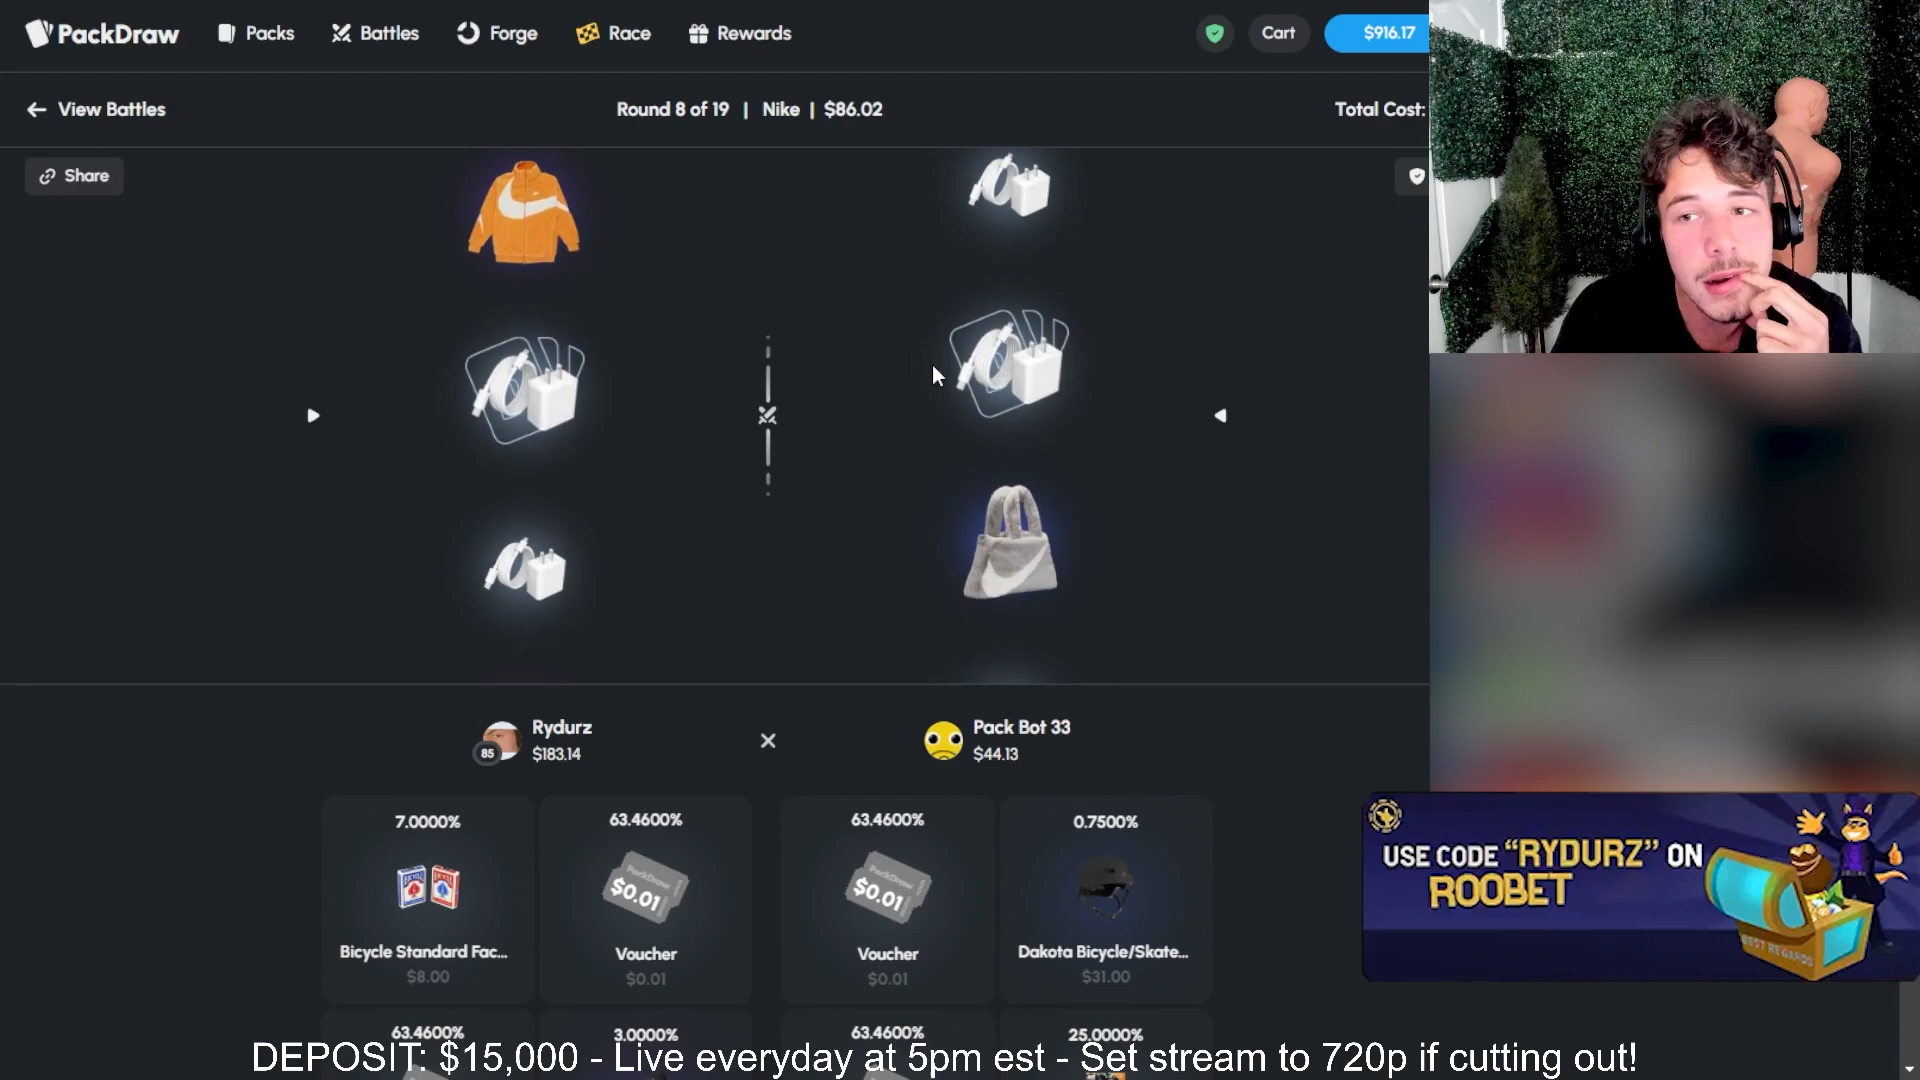 PackDraw
Packs
Battles
Forge
Race
Rewards
Cart
$916.17
View Battles
Round 8 of 19 | Nike | $86.02
Total Cost:
Share
Rydurz
85
$183.14
Pack Bot 33
$44.13
7.0000%
Bicycle Standard Fac...
$8.00
63.4600%
PackDraw
$0.01
Voucher
$0.01
63.4600%
PackDraw
$0.01
Voucher
$0.01
0.7500%
Dakota Bicycle/Skate...
$31.00
63.4600%
3.0000%
63.4600%
25.0000%
USE CODE “RYDURZ” ON
ROOBET
BEST REGARDS
DEPOSIT: $15,000 - Live everyday at 5pm est - Set stream to 720p if cutting out!